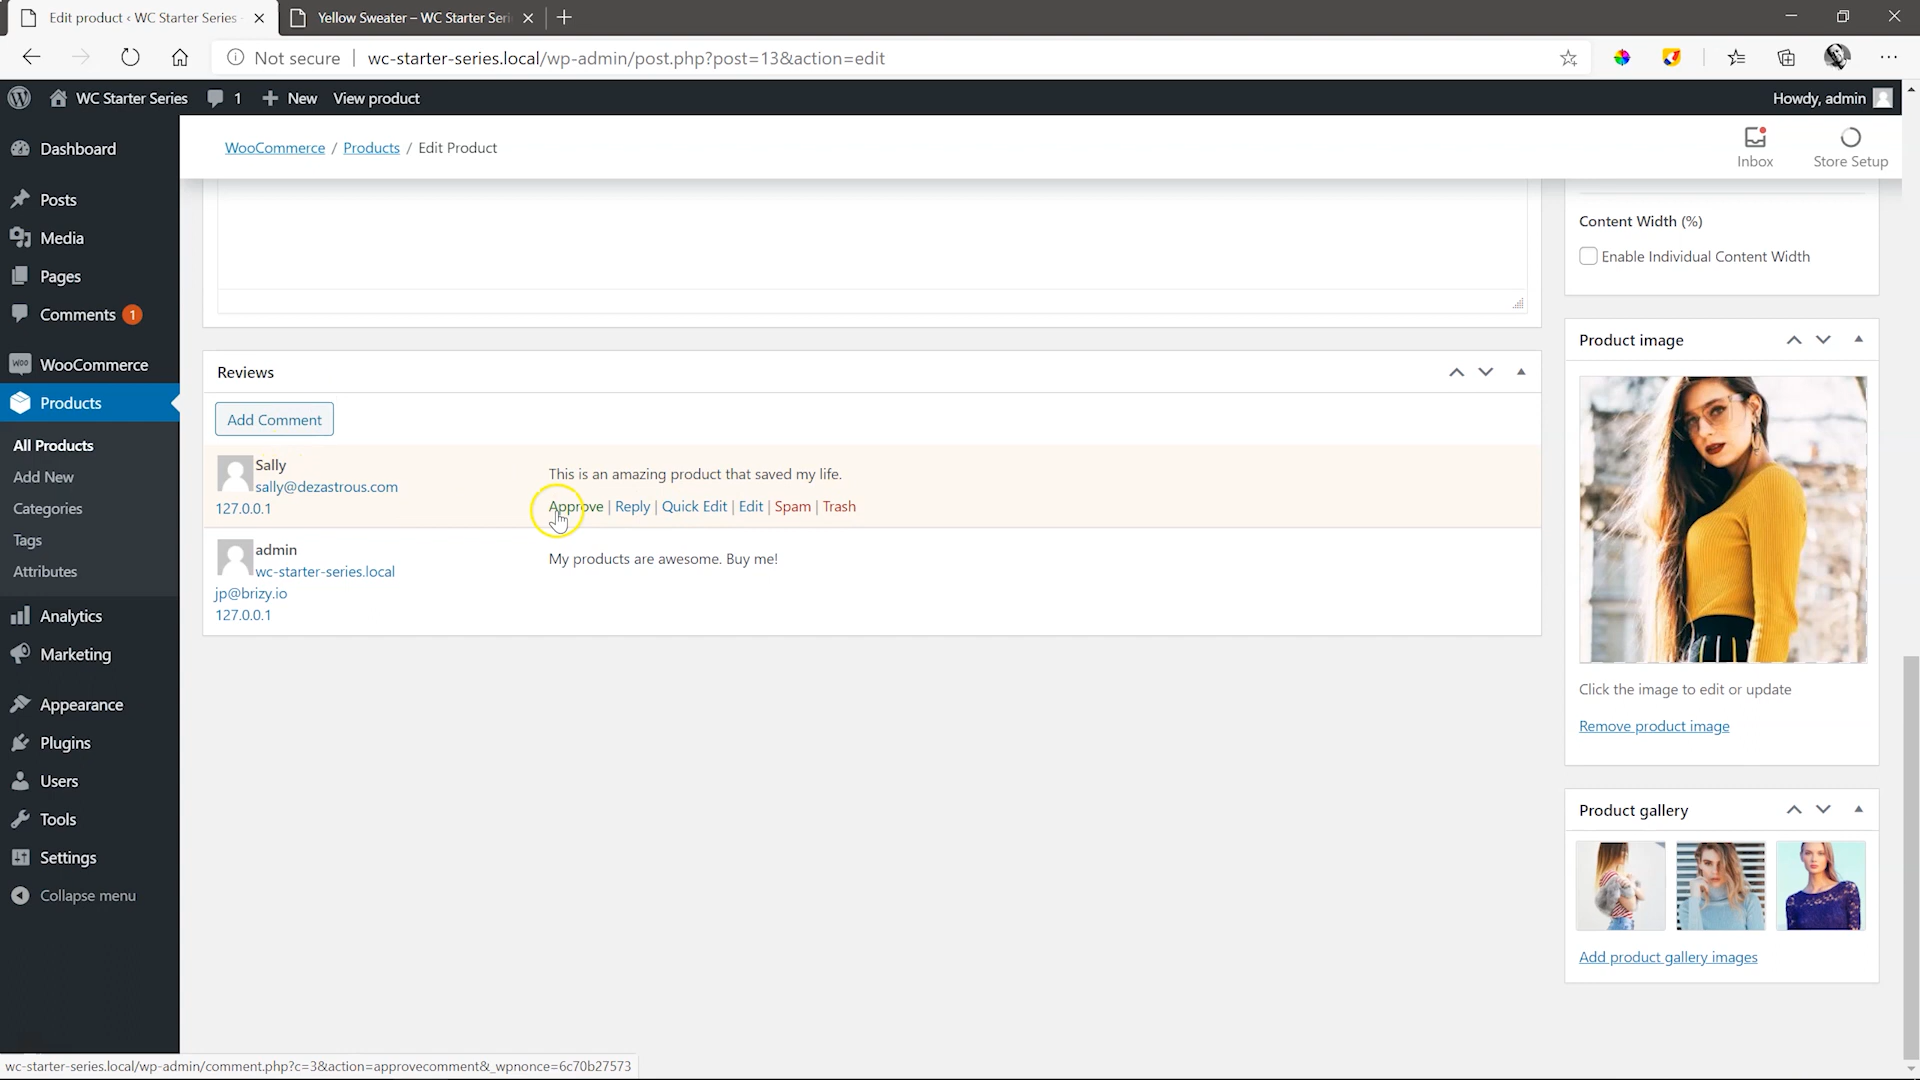 Edit product ‹ WC Starter Series
Yellow Sweater – WC Starter Seri
Not secure | wc-starter-series.local/wp-admin/post.php?post=13&action=edit
WC Starter Series
1
New
View product
Howdy, admin
Dashboard
Posts
Media
Pages
Comments 1
WooCommerce
Products
All Products
Add New
Categories
Tags
Attributes
Analytics
Marketing
Appearance
Plugins
Users
Tools
Settings
Collapse menu
WooCommerce / Products / Edit Product
Inbox
Store Setup
Reviews
Add Comment
Sally
sally@dezastrous.com
127.0.0.1
This is an amazing product that saved my life.
Approve | Reply | Quick Edit | Edit | Spam | Trash
admin
wc-starter-series.local
jp@brizy.io
127.0.0.1
My products are awesome. Buy me!
Content Width (%)
Enable Individual Content Width
Product image
Click the image to edit or update
Remove product image
Product gallery
Add product gallery images
wc-starter-series.local/wp-admin/comment.php?c=3&action=approvecomment&_wpnonce=6c70b27573